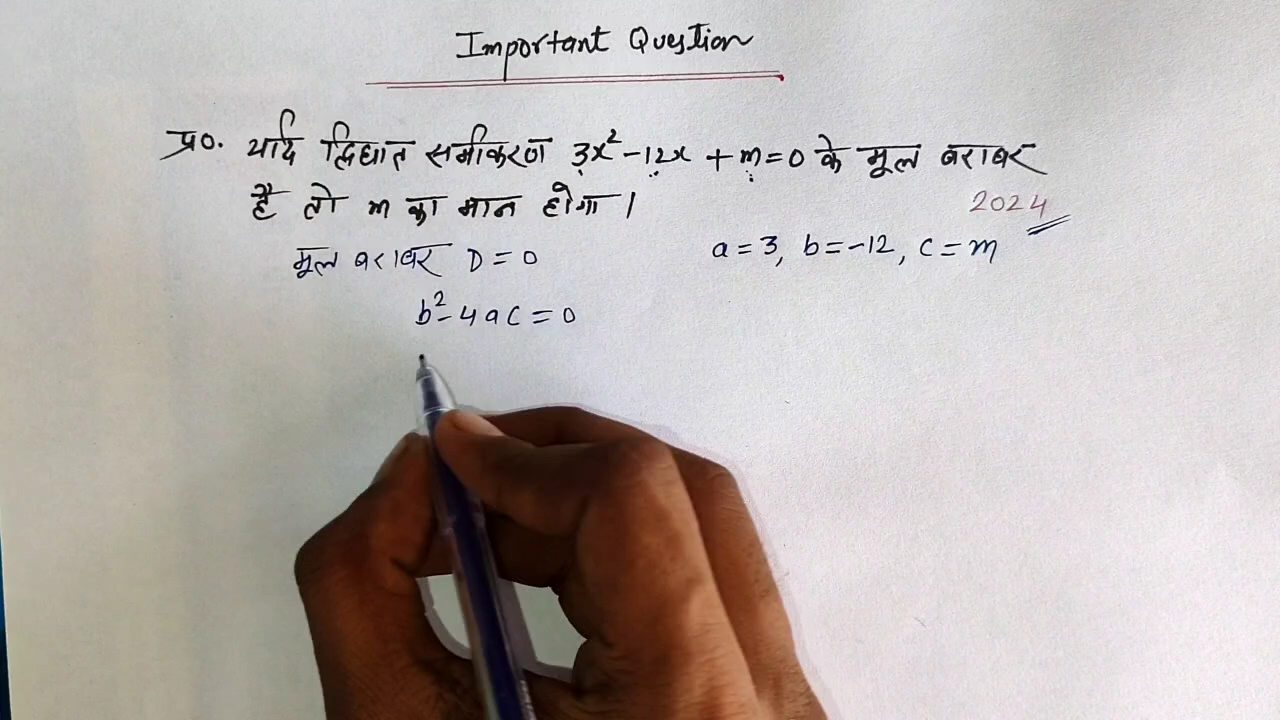 Important Question
प्र०. यदि द्विघात समीकरण 3x²-12x+m=0 के मूल बराबर
है तो m का मान होगा।
2024
मूल बराबर D=0
a=3, b=-12, c=m
b²-4ac=0